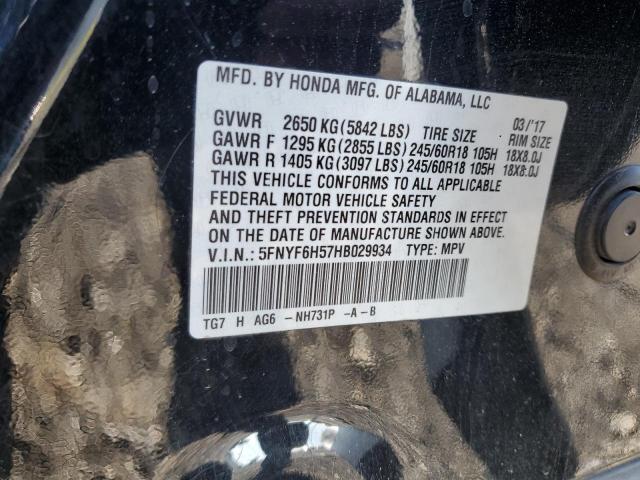 MFD. BY HONDA MFG. OF ALABAMA, LLC
03/'17
GVWR 2650 KG(5842 LBS) TIRE SIZE RIM SIZE
GAWR F 1295 KG(2855 LBS) 245/60R18 105H 18X8.0J
GAWR R 1405 KG(3097 LBS) 245/60R18 105H 18X8.0J
THIS VEHICLE CONFORMS TO ALL APPLICABLE
FEDERAL MOTOR VEHICLE SAFETY
AND THEFT PREVENTION STANDARDS IN EFFECT
ON THE DATE OF MANUFACTURE SHOWN ABOVE.
V.I.N.: 5FNYF6H57HB029934 TYPE: MPV
TG7 H AG6 -NH731P -A-B